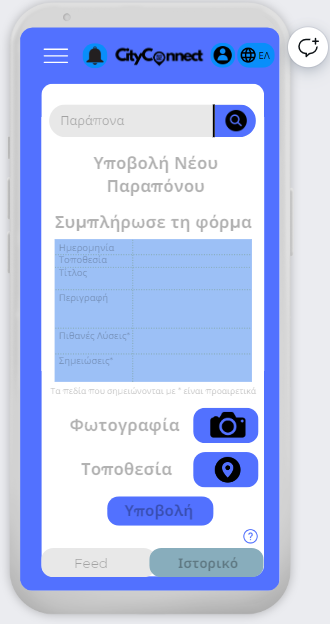 CityConnect
ΕΛ
Παράπονα
Υποβολή Νέου
Παραπόνου
Συμπλήρωσε τη φόρμα
Ημερομηνία
Τοποθεσία
Τίτλος
Περιγραφή
Πιθανές Λύσεις*
Σημειώσεις*
Τα πεδία που σημειώνονται με * είναι προαιρετικά
Φωτογραφία
Τοποθεσία
Υποβολή
?
Feed
Ιστορικό